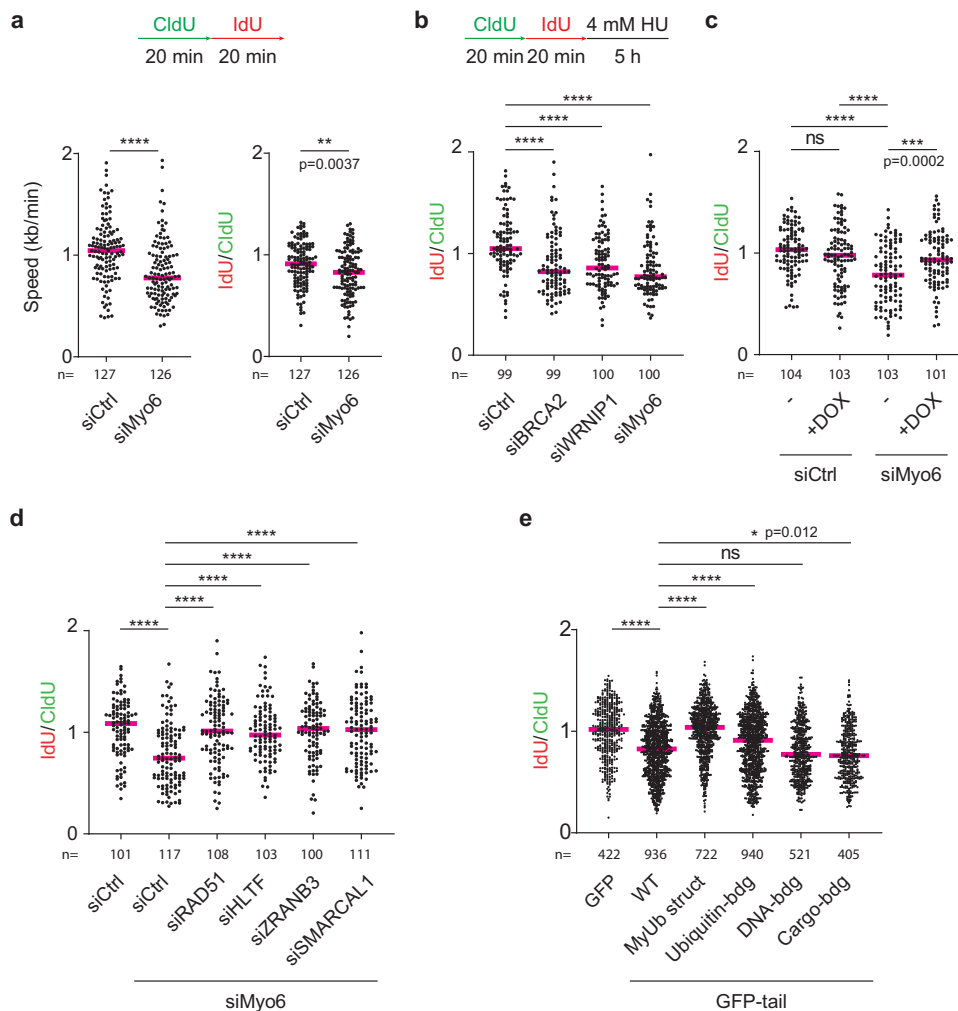 a
CldU IdU
20 min 20 min
Speed (kb/min)
2
1
0
****
n= 127 126
siCtrl
siMyo6
IdU/CldU
2
1
0
**
p=0.0037
127 126
siCtrl
siMyo6
b
CldU IdU 4 mM HU
20 min 20 min 5 h
IdU/CldU
2
1
0
****
****
****
n= 99 99 100 100
siCtrl
siBRCA2
siWRNIP1
siMyo6
c
IdU/CldU
2
1
0
****
****
ns
***
p=0.0002
104 103 103 101
-
+DOX
-
+DOX
siCtrl
siMyo6
d
IdU/CldU
2
1
0
****
****
****
****
****
n= 101 117 108 103 100 111
siCtrl
siCtrl
siRAD51
siHLTF
siZRANB3
siSMARCAL1
siMyo6
e
IdU/CldU
2
1
0
* p=0.012
ns
****
****
****
n= 422 936 722 940 521 405
GFP
WT
MyUb struct
Ubiquitin-bdg
DNA-bdg
Cargo-bdg
GFP-tail